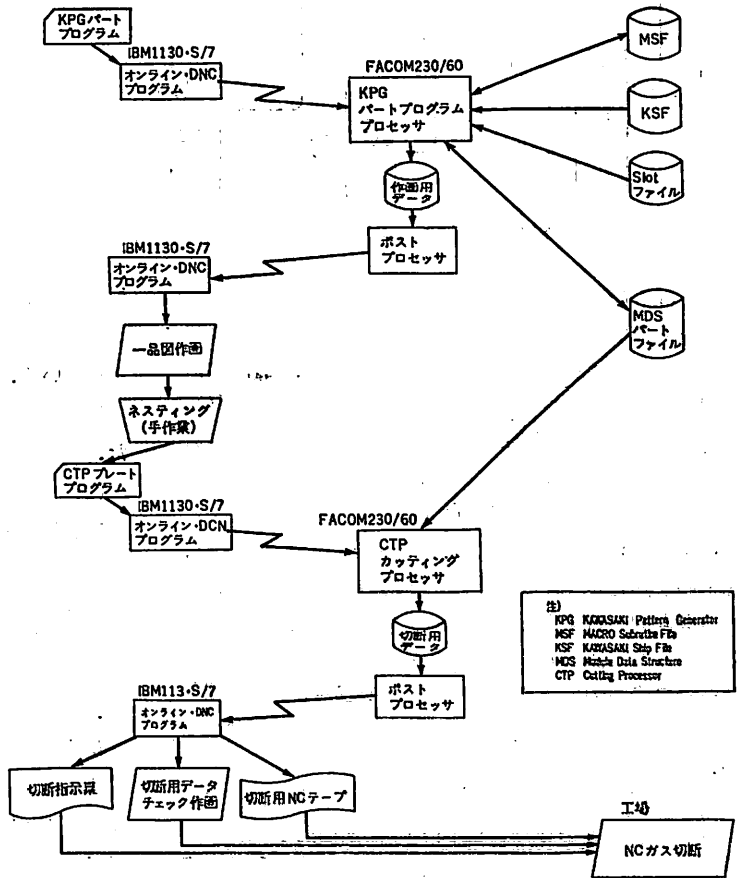 KPGパート
プログラム
IBM1130・S/7
オンライン・DNC
プログラム
FACOM230/60
KPG
パートプログラム
プロセッサ
MSF
KSF
Slot
ファイル
作画用
データ
ポスト
プロセッサ
IBM1130・S/7
オンライン・DNC
プログラム
一品図作画
MDS
パート
ファイル
ネスティング
(手作業)
CTPプレート
プログラム
IBM1130・S/7
オンライン・DCN
プログラム
FACOM230/60
CTP
カッティング
プロセッサ
切断用
データ
注)
KPG KAWASAKI Pattern Generator
MSF MACRO Subroutine File
KSF KAWASAKI Ship File
MDS Module Data Structure
CTP Cutting Processor
ポスト
プロセッサ
IBM113・S/7
オンライン・DNC
プログラム
切断指示票
切断用データ
チェック作画
切断用NCテープ
工場
NCガス切断